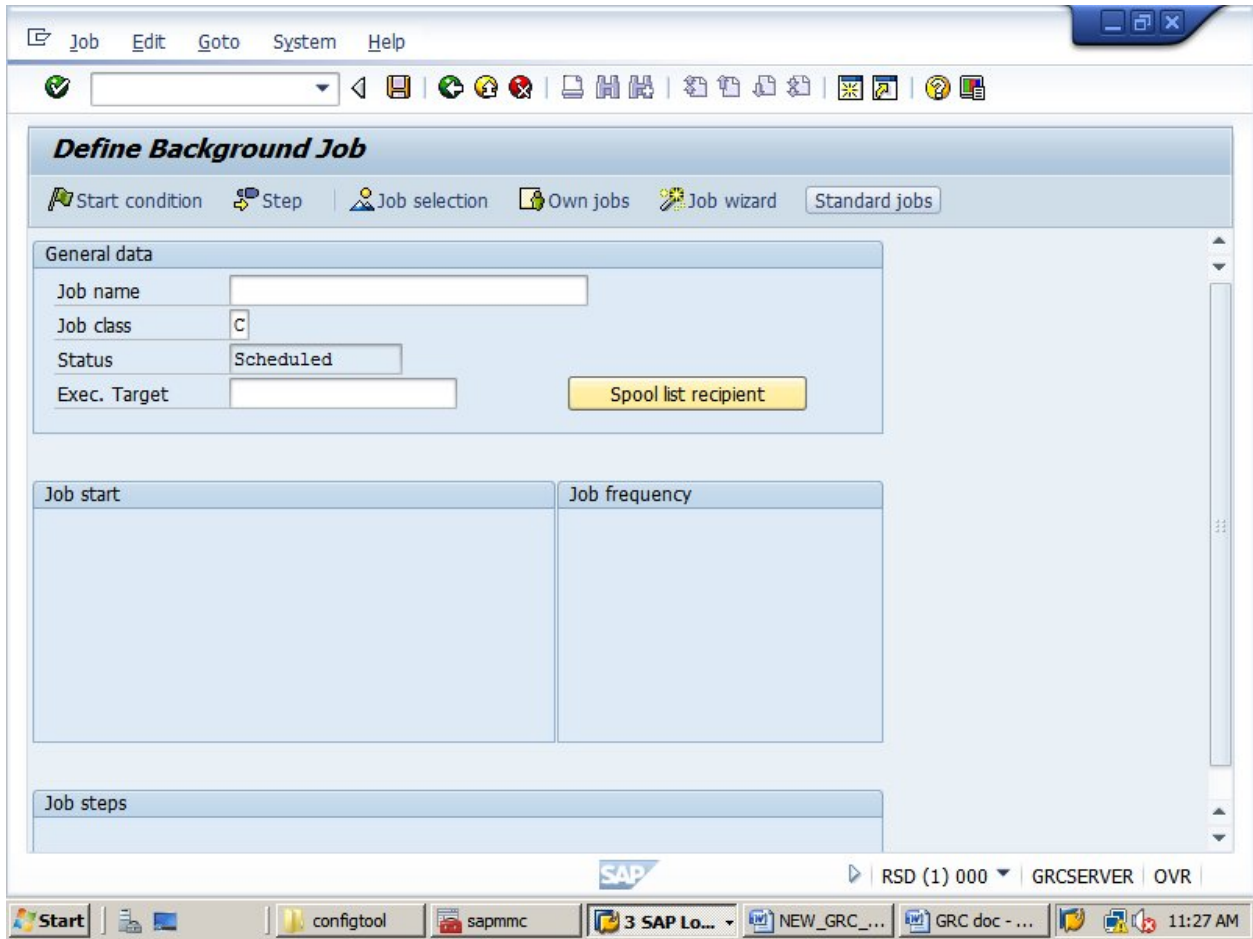 Job Edit Goto System Help
Define Background Job
Start condition Step Job selection Own jobs Job wizard Standard jobs
General data
Job name
Job class C
Status Scheduled
Exec. Target Spool list recipient
Job start Job frequency
Job steps
SAP RSD (1) 000 GRCSERVER OVR
Start configtool sapmmc 3 SAP Lo... NEW_GRC_... GRC doc - ... 11:27 AM